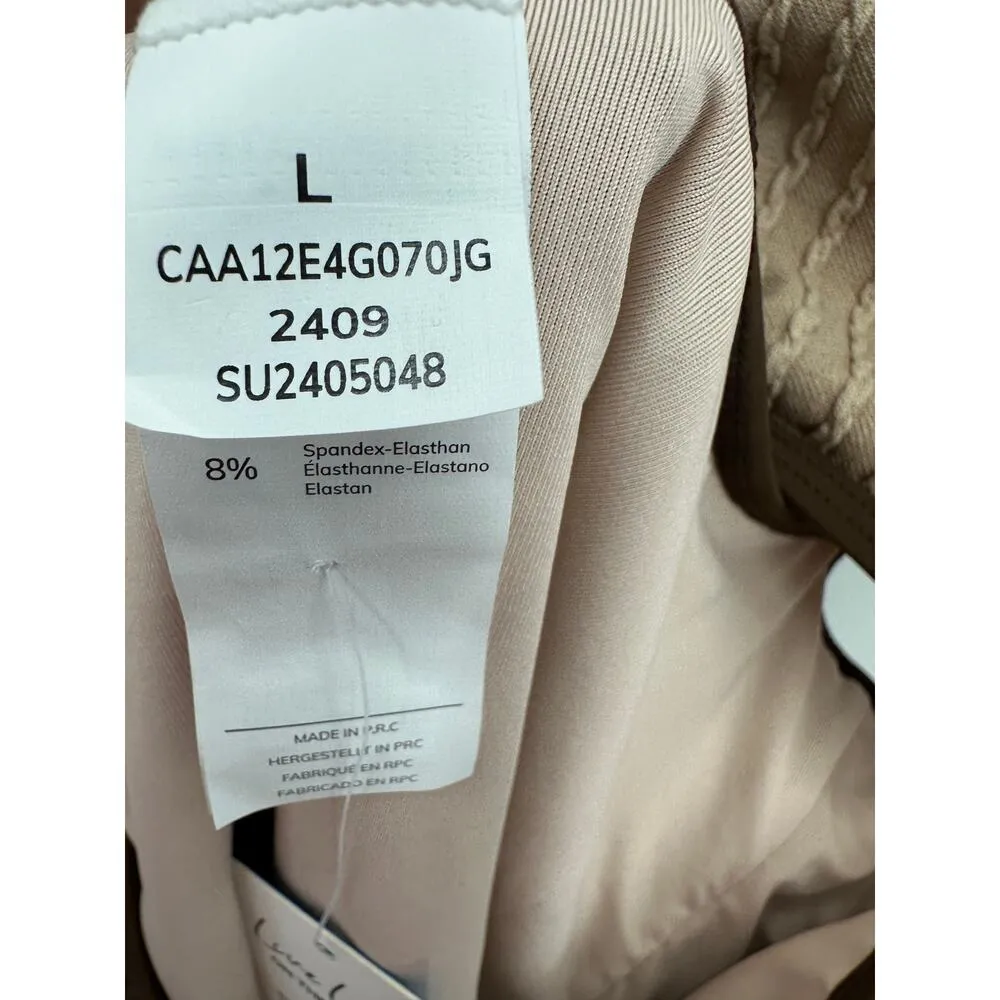 L
CAA12E4G070JG
2409
SU2405048
8%
Spandex-Elasthan
Élasthanne-Elastano
Elastan
MADE IN P.R.C
HERGESTELLT IN PRC
FABRIQUÉ EN RPC
FABRICADO EN RPC